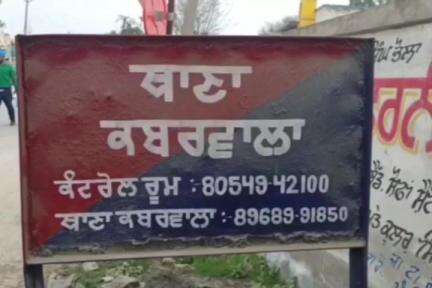 ਥਾਣਾ
ਕਬਰਵਾਲਾ
ਕੰਟਰੋਲ ਰੂਮ :80549-42100
ਥਾਣਾ ਕਬਰਵਾਲਾ :-89689-91850